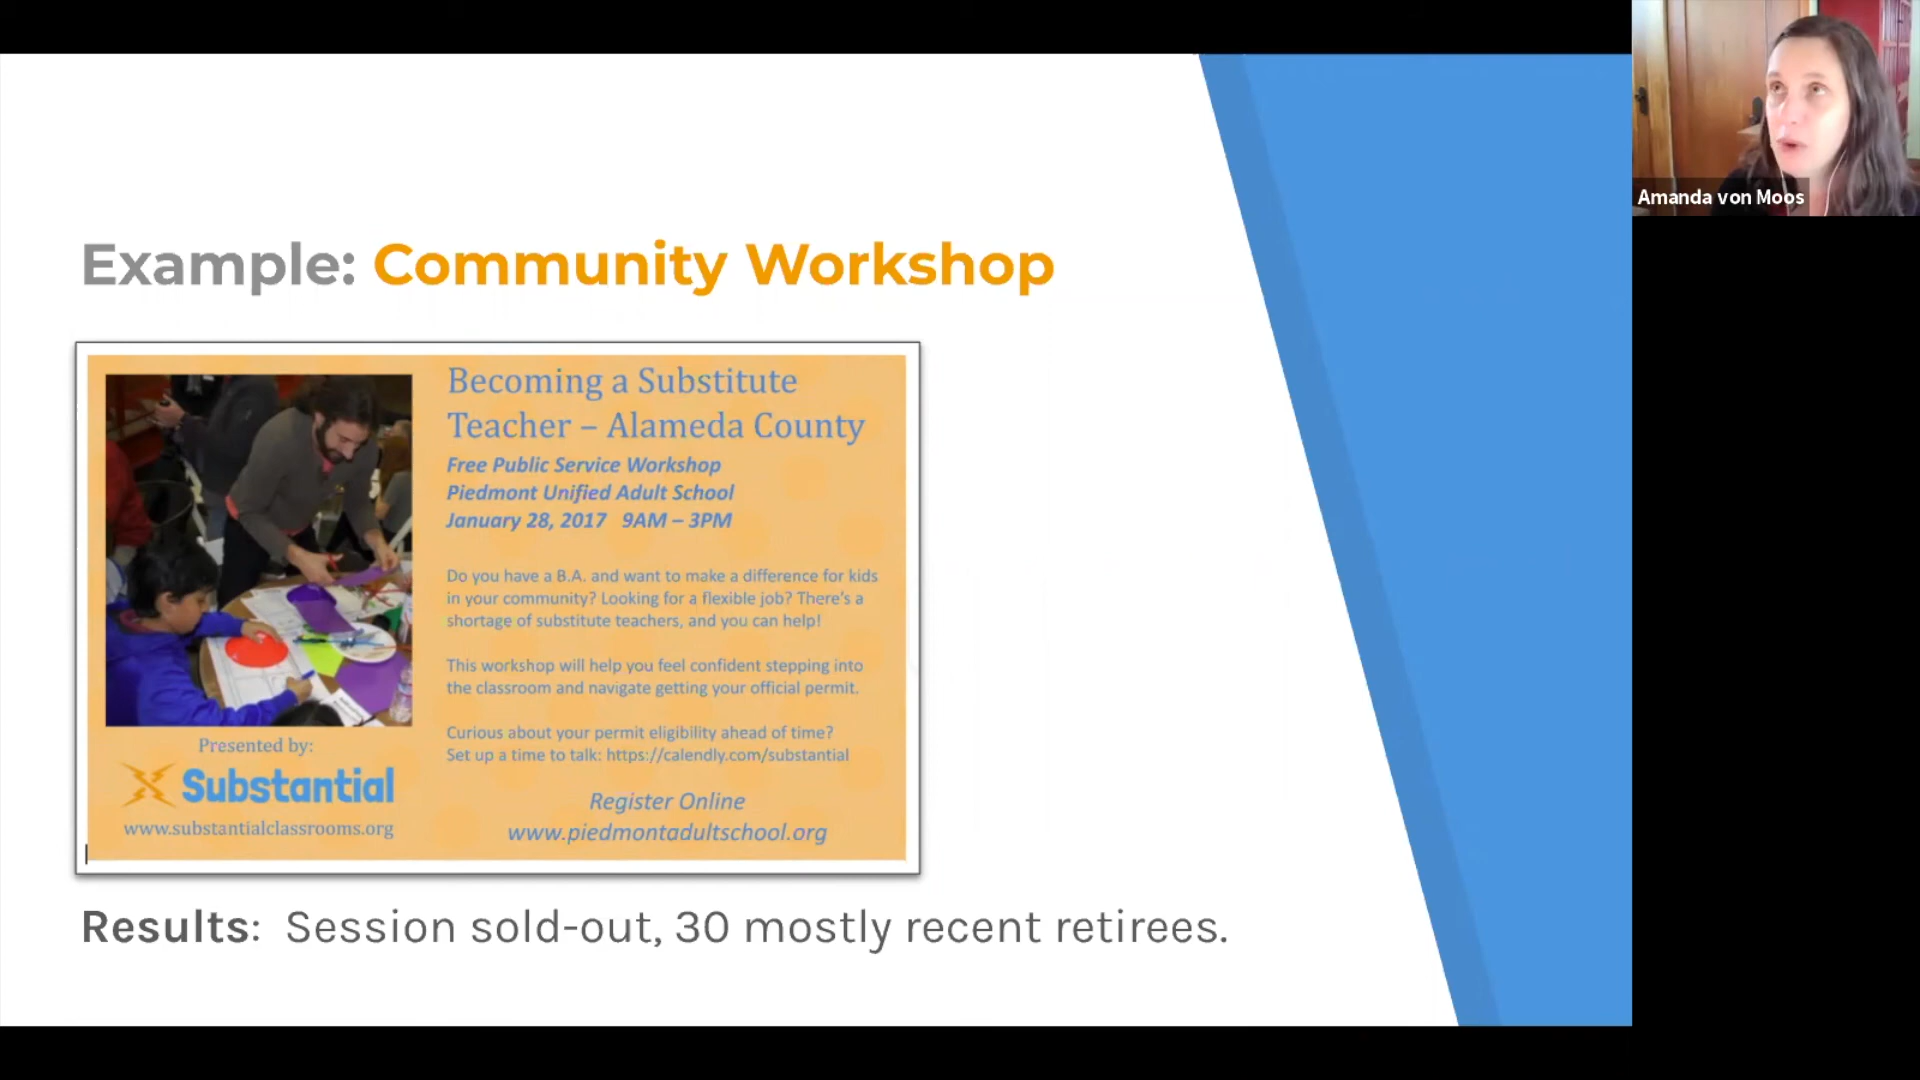 Amanda von Moos
Example: Community Workshop
Becoming a Substitute
Teacher – Alameda County
Free Public Service Workshop
Piedmont Unified Adult School
January 28, 2017 9AM – 3PM
Do you have a B.A. and want to make a difference for kids
in your community? Looking for a flexible job? There's a
shortage of substitute teachers, and you can help!
This workshop will help you feel confident stepping into
the classroom and navigate getting your official permit.
Curious about your permit eligibility ahead of time?
Set up a time to talk: https://calendly.com/substantial
Register Online
www.piedmontadultschool.org
Presented by:
Substantial
www.substantialclassrooms.org
Results: Session sold-out, 30 mostly recent retirees.